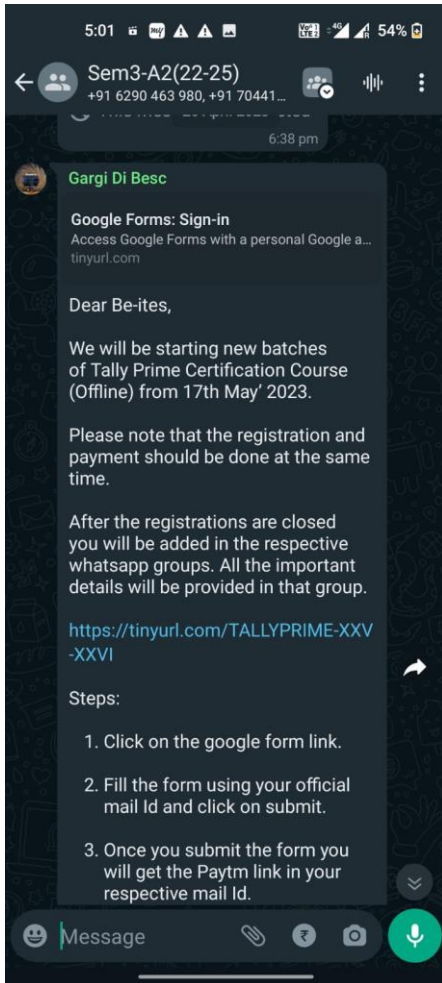 5:01 54%
Sem3-A2(22-25)
+91 6290 463 980, +91 70441...
6:38 pm
Gargi Di Besc
Google Forms: Sign-in
Access Google Forms with a personal Google a...
tinyurl.com
Dear Be-ites,
We will be starting new batches
of Tally Prime Certification Course
(Offline) from 17th May' 2023.
Please note that the registration and
payment should be done at the same
time.
After the registrations are closed
you will be added in the respective
whatsapp groups. All the important
details will be provided in that group.
https://tinyurl.com/TALLYPRIME-XXV
-XXVI
Steps:
1. Click on the google form link.
2. Fill the form using your official
mail Id and click on submit.
3. Once you submit the form you
will get the Paytm link in your
respective mail Id.
Message